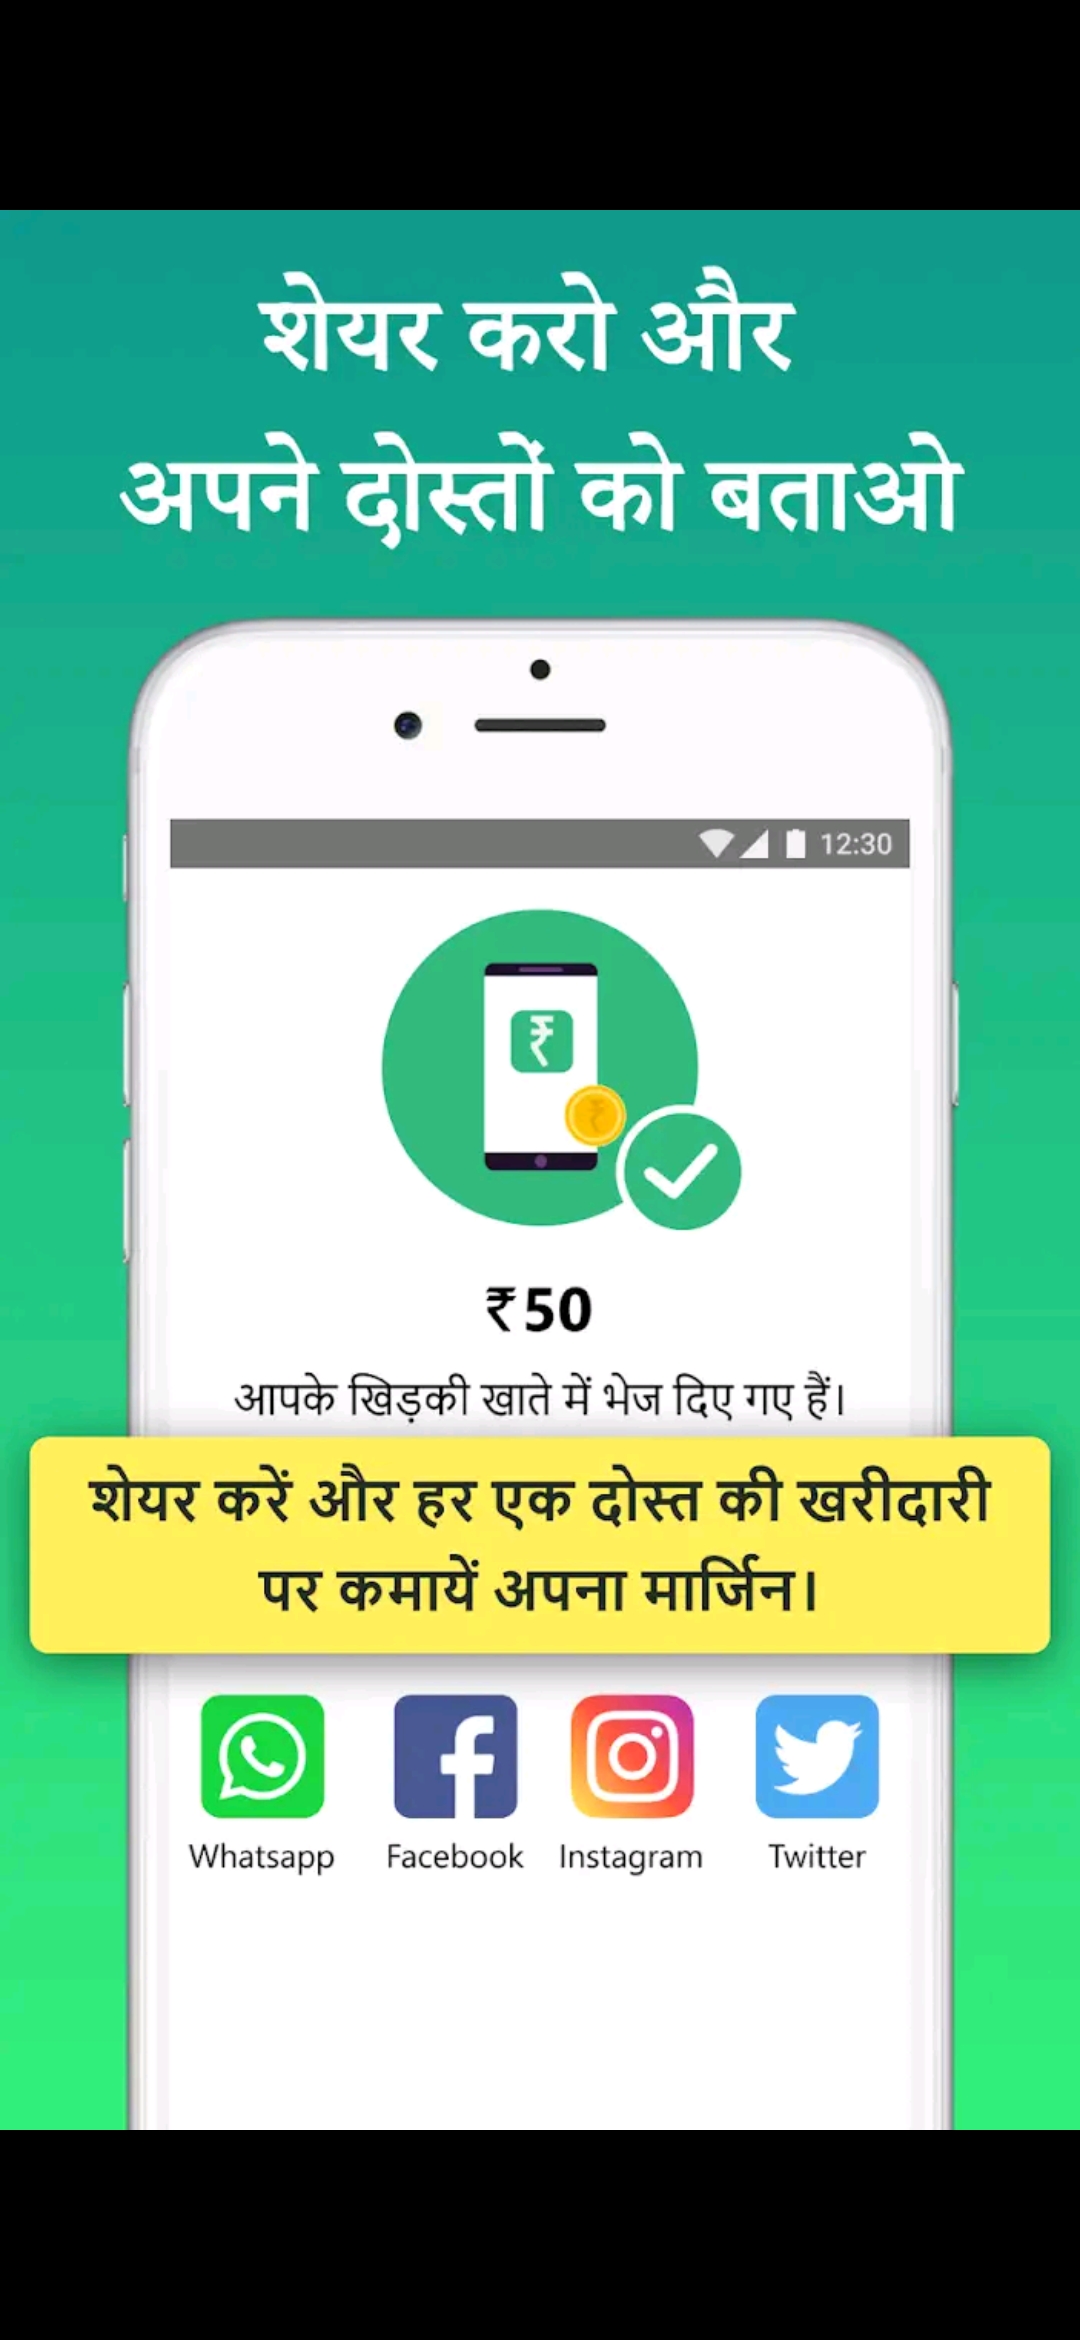 शेयर करो और
अपने दोस्तों को बताओ
12:30
₹
₹
₹50
आपके खिड़की खाते में भेज दिए गए हैं।
शेयर करें और हर एक दोस्त की खरीदारी
पर कमायें अपना मार्जिन।
Whatsapp Facebook Instagram Twitter